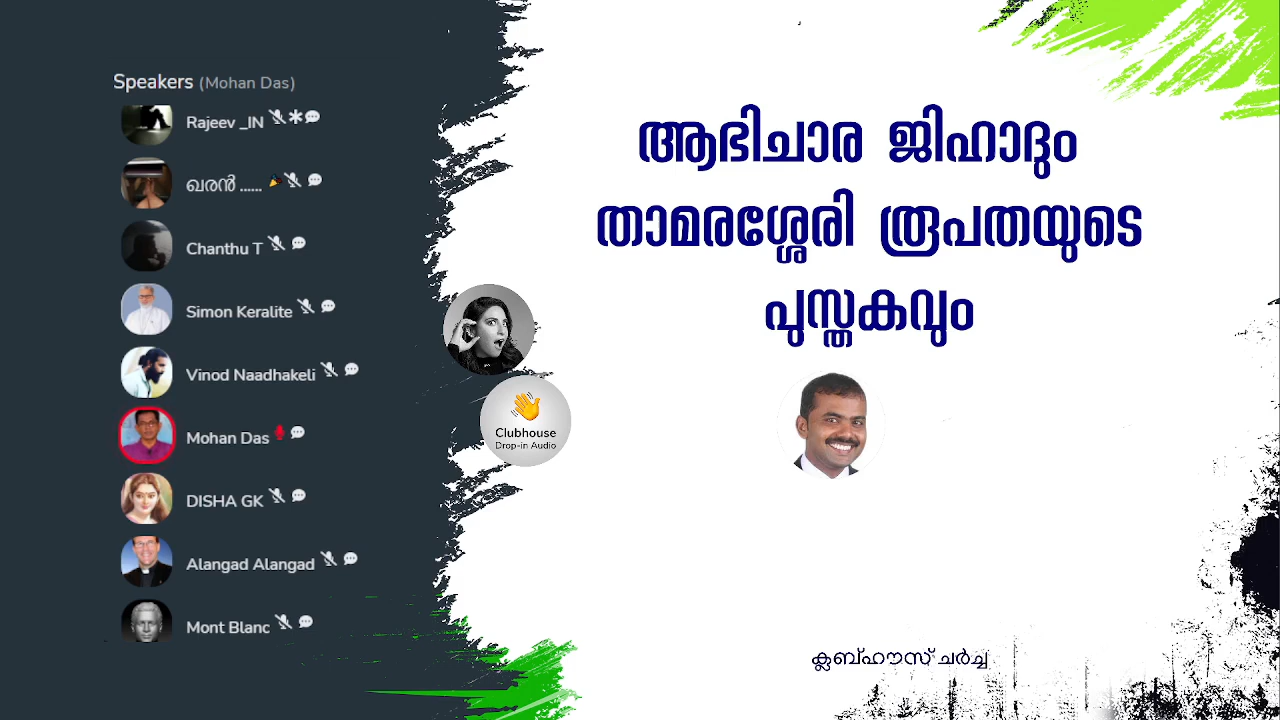 Speakers (Mohan Das)
Rajeev _IN
ഖരൻ ......
Chanthu T
Simon Keralite
Vinod Naadhakeli
Mohan Das
DISHA GK
Alangad Alangad
Mont Blanc
Clubhouse
Drop-in Audio
ആഭിചാര ജിഹാദും
താമരശ്ശേരി രൂപതയുടെ
പുസ്തകവും
ക്ലബ്ഹൗസ് ചർച്ച